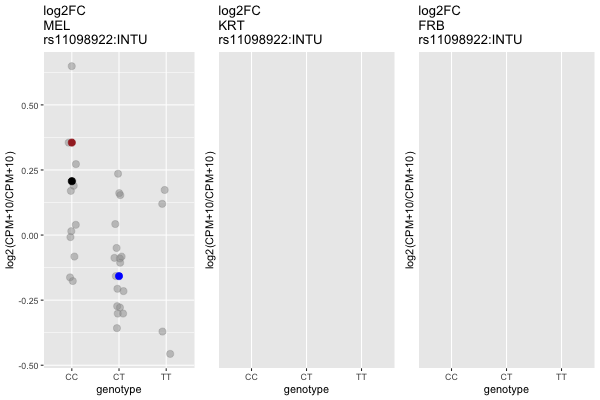 log2FC
MEL
rs11098922:INTU
log2FC
KRT
rs11098922:INTU
log2FC
FRB
rs11098922:INTU
log2(CPM+10/CPM+10)
0.50
0.25
0.00
-0.25
-0.50
CC CT TT
genotype
log2(CPM+10/CPM+10)
CC CT TT
genotype
log2(CPM+10/CPM+10)
CC CT TT
genotype